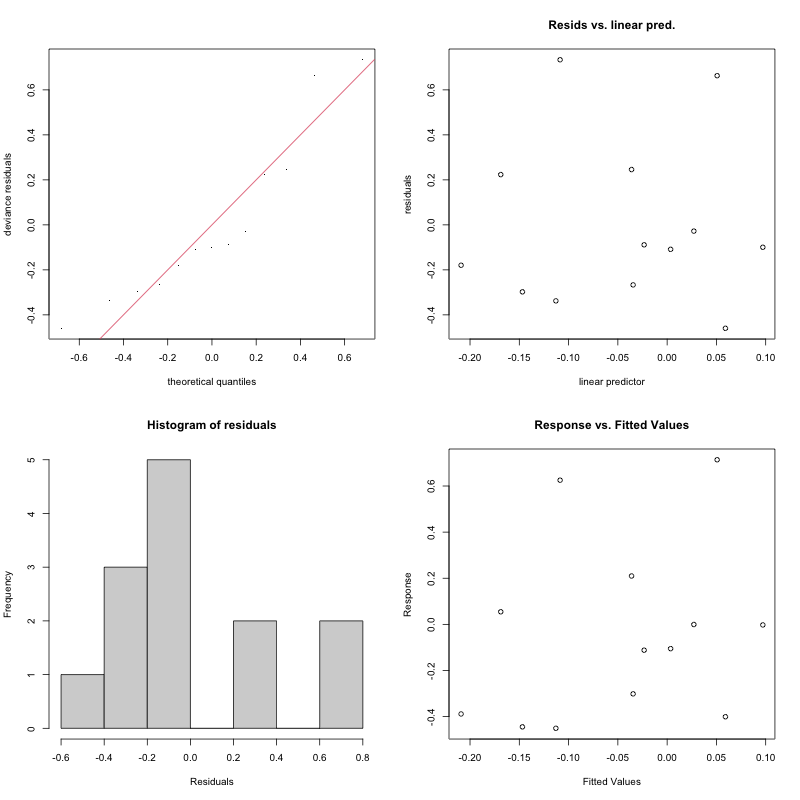 deviance residuals
0.6
0.4
0.2
0.0
-0.2
-0.4
-0.6 -0.4 -0.2 0.0 0.2 0.4 0.6
theoretical quantiles
Resids vs. linear pred.
residuals
0.6
0.4
0.2
0.0
-0.2
-0.4
-0.20 -0.15 -0.10 -0.05 0.00 0.05 0.10
linear predictor
Histogram of residuals
Frequency
5
4
3
2
1
0
-0.6 -0.4 -0.2 0.0 0.2 0.4 0.6 0.8
Residuals
Response vs. Fitted Values
Response
0.6
0.4
0.2
0.0
-0.2
-0.4
-0.20 -0.15 -0.10 -0.05 0.00 0.05 0.10
Fitted Values